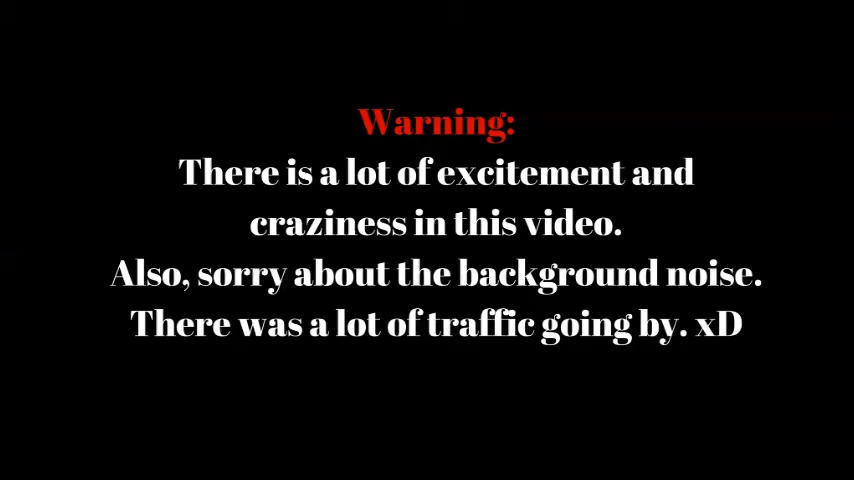 Warning:
There is a lot of excitement and
craziness in this video.
Also, sorry about the background noise.
There was a lot of traffic going by. xD